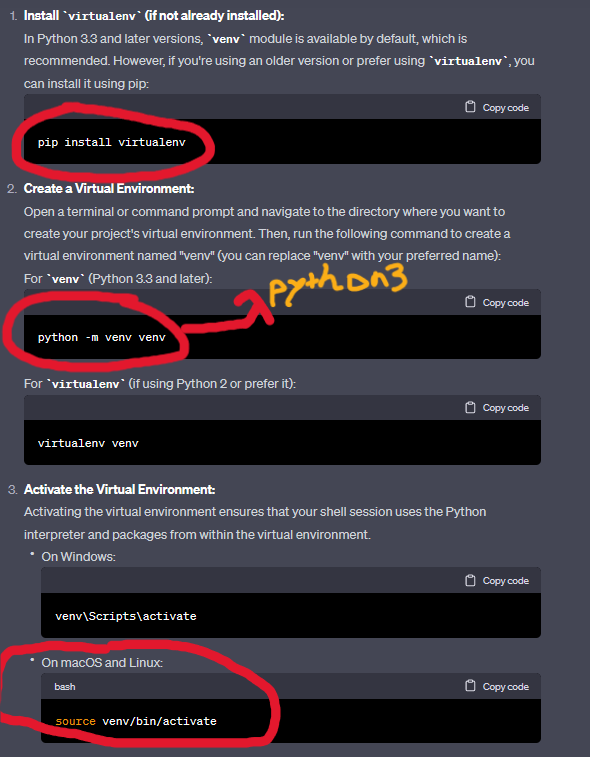 1. Install `virtualenv` (if not already installed):
In Python 3.3 and later versions, `venv` module is available by default, which is
recommended. However, if you're using an older version or prefer using `virtualenv`, you
can install it using pip:
Copy code
pip install virtualenv
2. Create a Virtual Environment:
Open a terminal or command prompt and navigate to the directory where you want to
create your project's virtual environment. Then, run the following command to create a
virtual environment named "venv" (you can replace "venv" with your preferred name):
For `venv` (Python 3.3 and later):
python3
Copy code
python -m venv venv
For `virtualenv` (if using Python 2 or prefer it):
Copy code
virtualenv venv
3. Activate the Virtual Environment:
Activating the virtual environment ensures that your shell session uses the Python
interpreter and packages from within the virtual environment.
• On Windows:
Copy code
venv\Scripts\activate
• On macOS and Linux:
bash Copy code
source venv/bin/activate